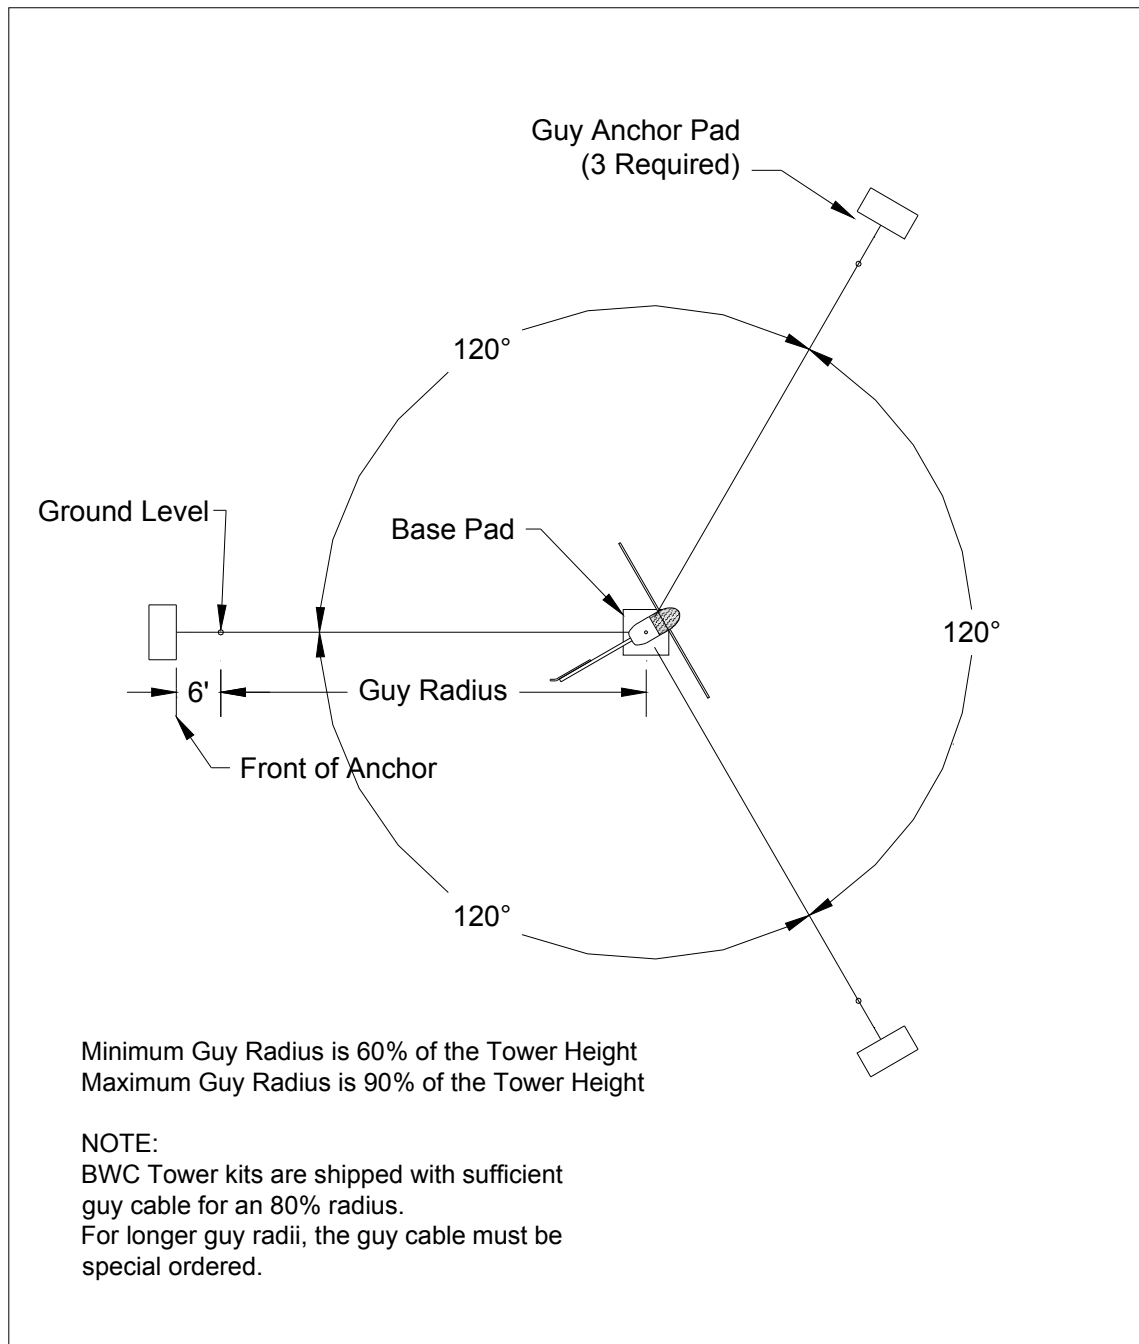 Guy Anchor Pad
(3 Required)
120°
Ground Level
Base Pad
120°
6'
Guy Radius
Front of Anchor
120°
Minimum Guy Radius is 60% of the Tower Height
Maximum Guy Radius is 90% of the Tower Height
NOTE:
BWC Tower kits are shipped with sufficient
guy cable for an 80% radius.
For longer guy radii, the guy cable must be
special ordered.